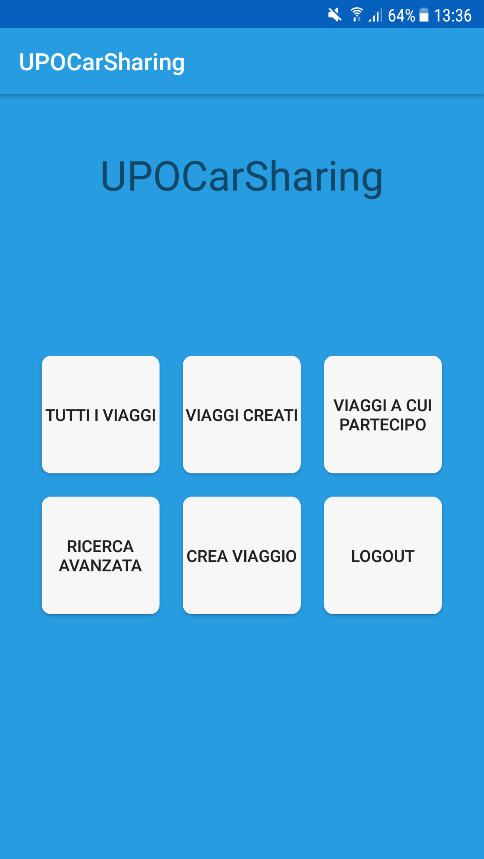 64% 13:36
UPOCarSharing
UPOCarSharing
TUTTI I VIAGGI
VIAGGI CREATI
VIAGGI A CUI
PARTECIPO
RICERCA
AVANZATA
CREA VIAGGIO
LOGOUT